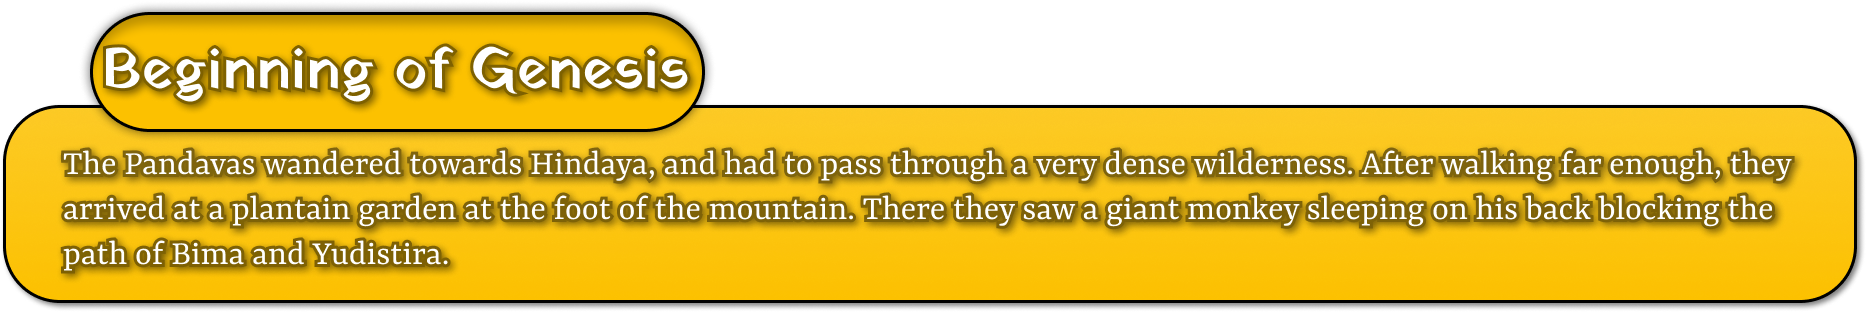 Beginning of Genesis
The Pandavas wandered towards Hindaya, and had to pass through a very dense wilderness. After walking far enough, they
arrived at a plantain garden at the foot of the mountain. There they saw a giant monkey sleeping on his back blocking the
path of Bima and Yudistira.